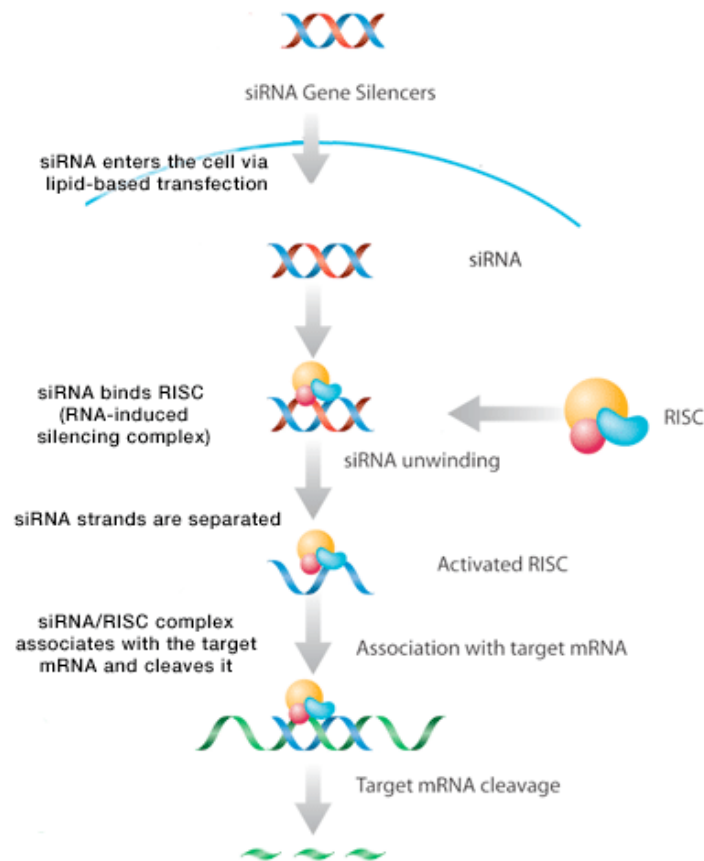 siRNA Gene Silencers
siRNA enters the cell via
lipid-based transfection
siRNA
siRNA binds RISC
(RNA-induced
silencing complex)
RISC
siRNA unwinding
siRNA strands are separated
Activated RISC
siRNA/RISC complex
associates with the target
mRNA and cleaves it
Association with target mRNA
Target mRNA cleavage